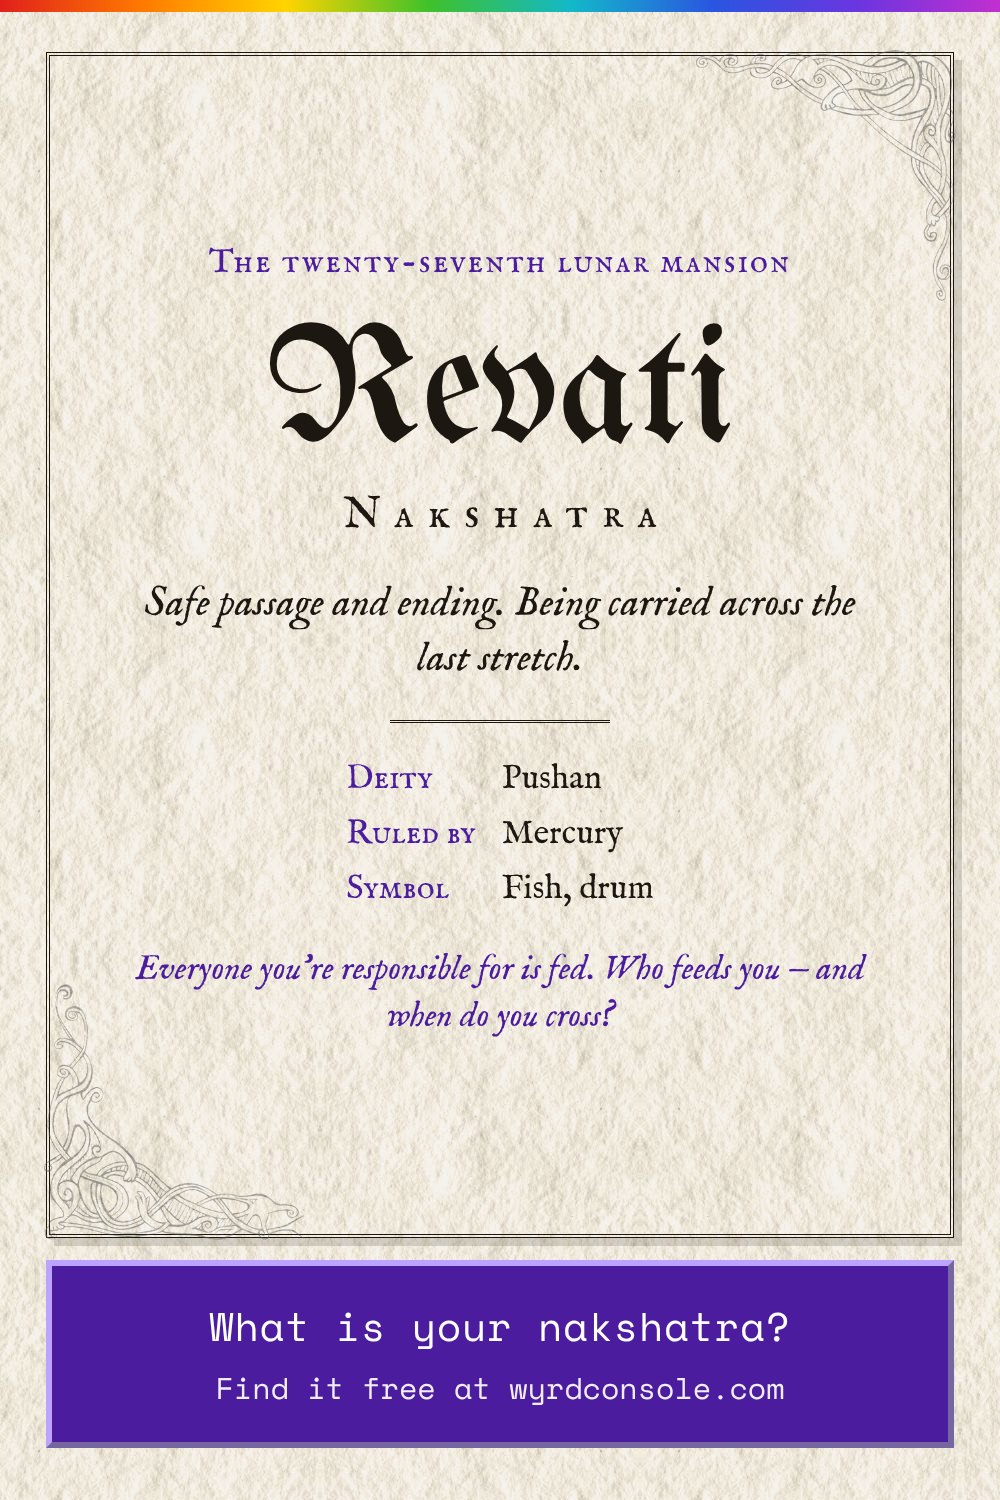 The twenty-seventh lunar mansion
Revati
Nakshatra
Safe passage and ending. Being carried across the
last stretch.
Deity Pushan
Ruled by Mercury
Symbol Fish, drum
Everyone you’re responsible for is fed. Who feeds you — and
when do you cross?
What is your nakshatra?
Find it free at wyrdconsole.com